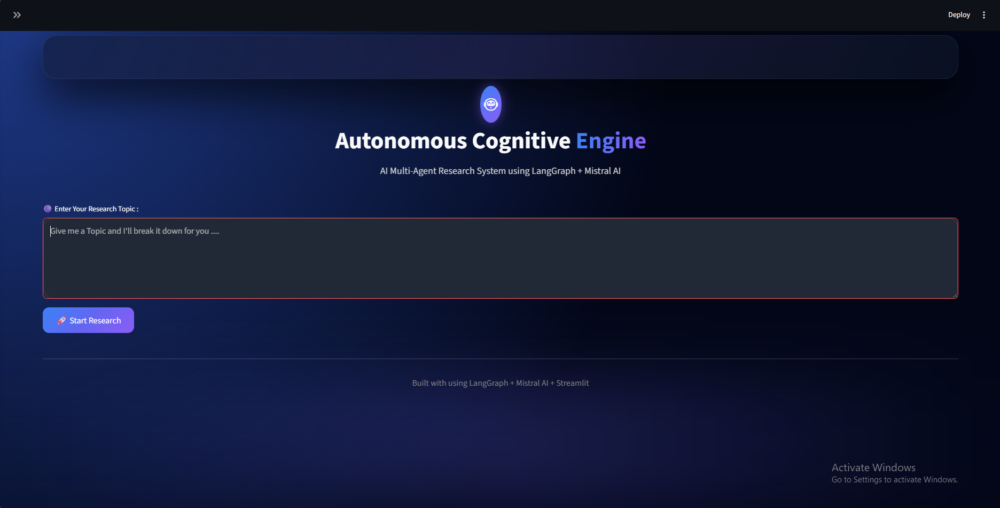 Deploy
Autonomous Cognitive Engine
AI Multi-Agent Research System using LangGraph + Mistral AI
Enter Your Research Topic :
Give me a Topic and I'll break it down for you ....
🚀 Start Research
Built with using LangGraph + Mistral AI + Streamlit
Activate Windows
Go to Settings to activate Windows.